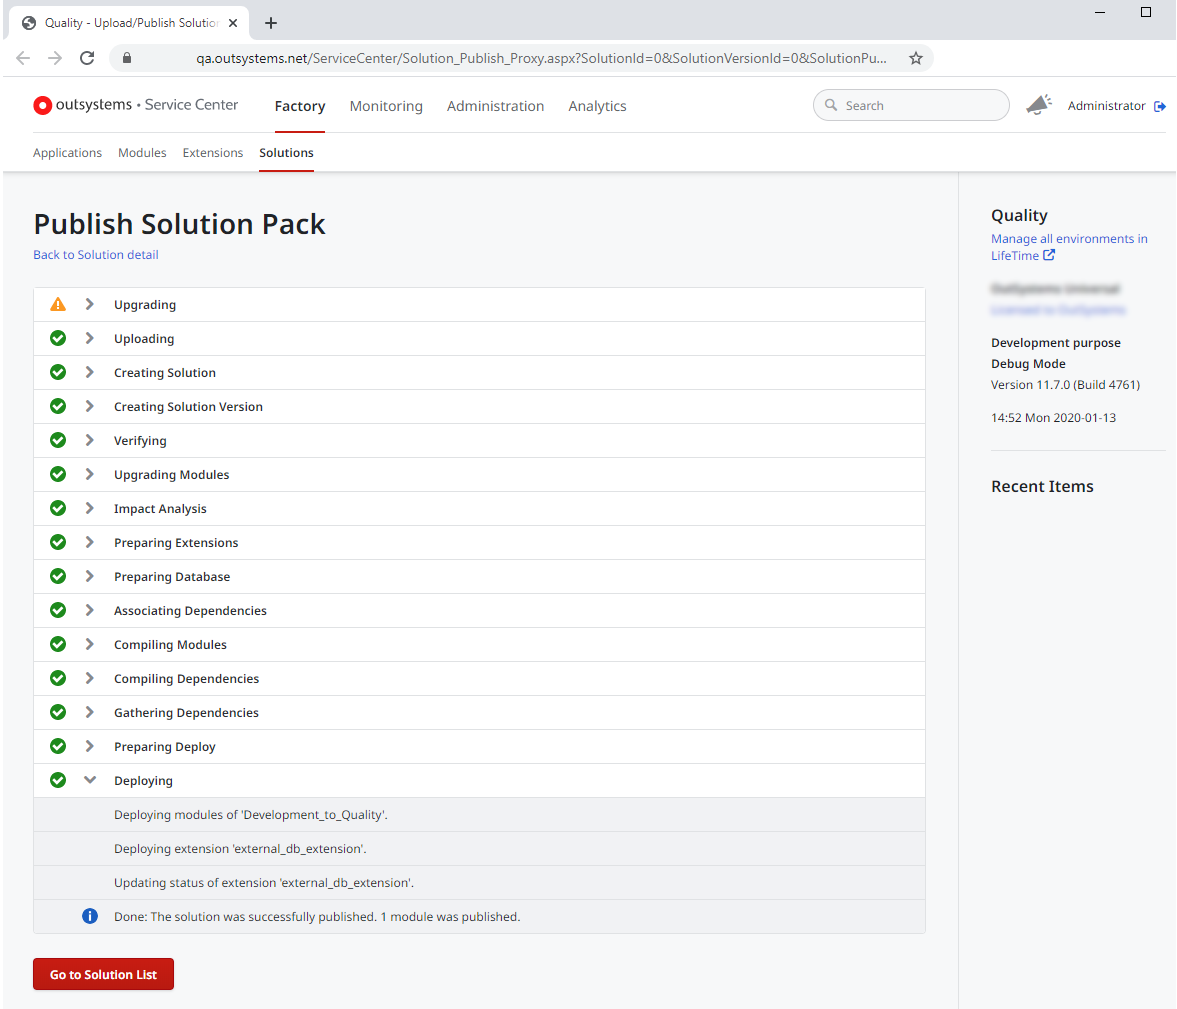 Quality - Upload/Publish Solution
qa.outsystems.net/ServiceCenter/Solution_Publish_Proxy.aspx?SolutionId=0&SolutionVersionId=0&SolutionPu...
outsystems • Service Center
Factory
Monitoring
Administration
Analytics
Search
Administrator
Applications
Modules
Extensions
Solutions
Publish Solution Pack
Back to Solution detail
Upgrading
Uploading
Creating Solution
Creating Solution Version
Verifying
Upgrading Modules
Impact Analysis
Preparing Extensions
Preparing Database
Associating Dependencies
Compiling Modules
Compiling Dependencies
Gathering Dependencies
Preparing Deploy
Deploying
Deploying modules of 'Development_to_Quality'.
Deploying extension 'external_db_extension'.
Updating status of extension 'external_db_extension'.
Done: The solution was successfully published. 1 module was published.
Go to Solution List
Quality
Manage all environments in
LifeTime
Development purpose
Debug Mode
Version 11.7.0 (Build 4761)
14:52 Mon 2020-01-13
Recent Items